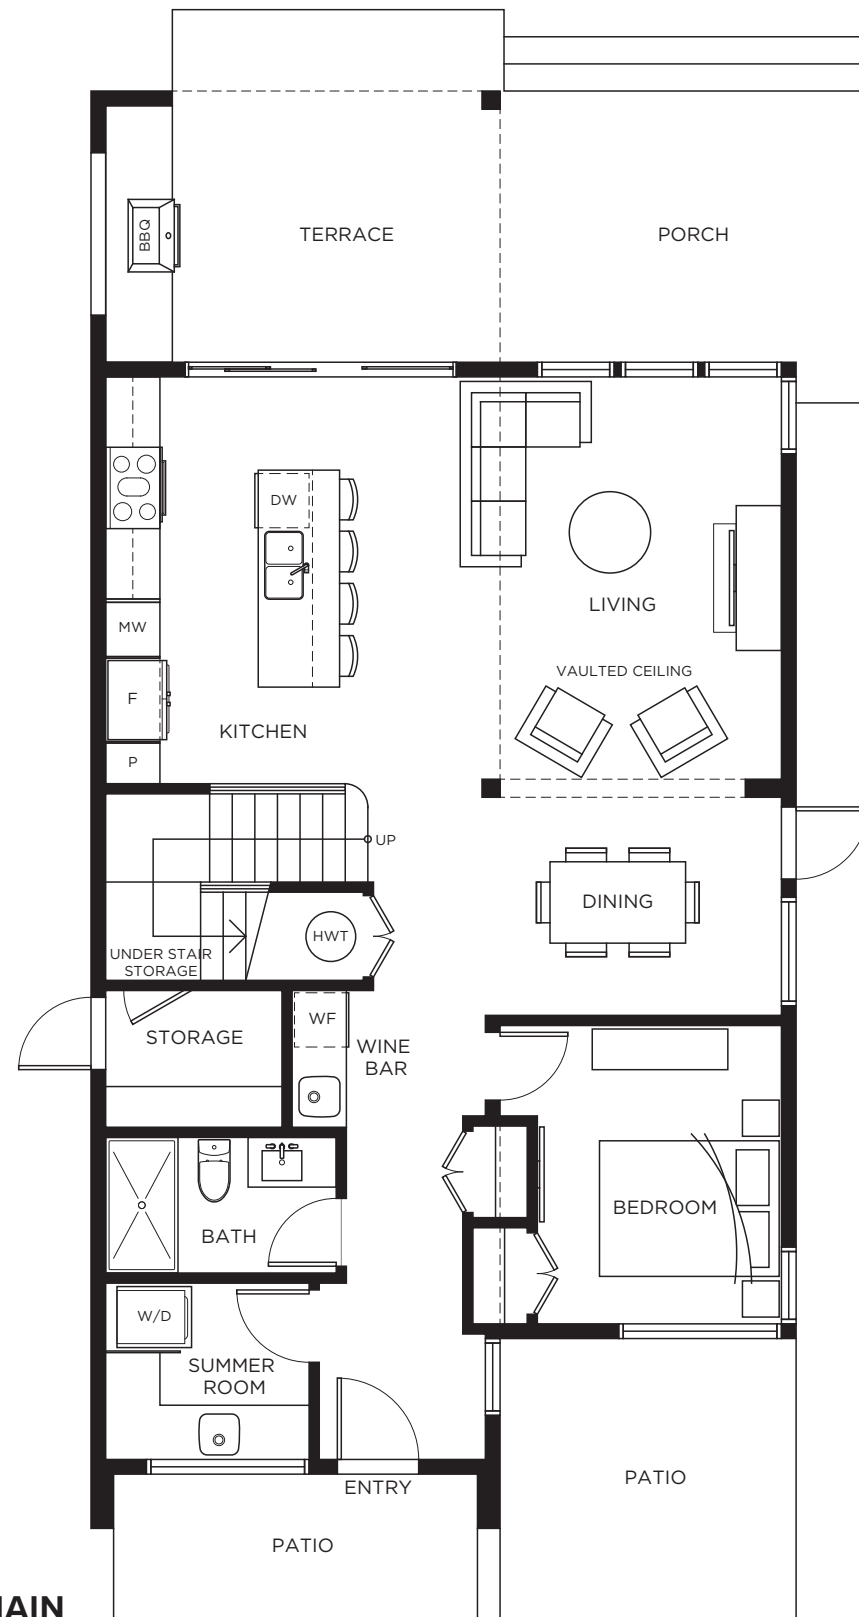 BBQ
TERRACE
PORCH
DW
LIVING
MW
VAULTED CEILING
F
KITCHEN
P
UP
DINING
HWT
UNDER STAIR
STORAGE
WF
STORAGE
WINE
BAR
BEDROOM
BATH
W/D
SUMMER
ROOM
PATIO
ENTRY
PATIO